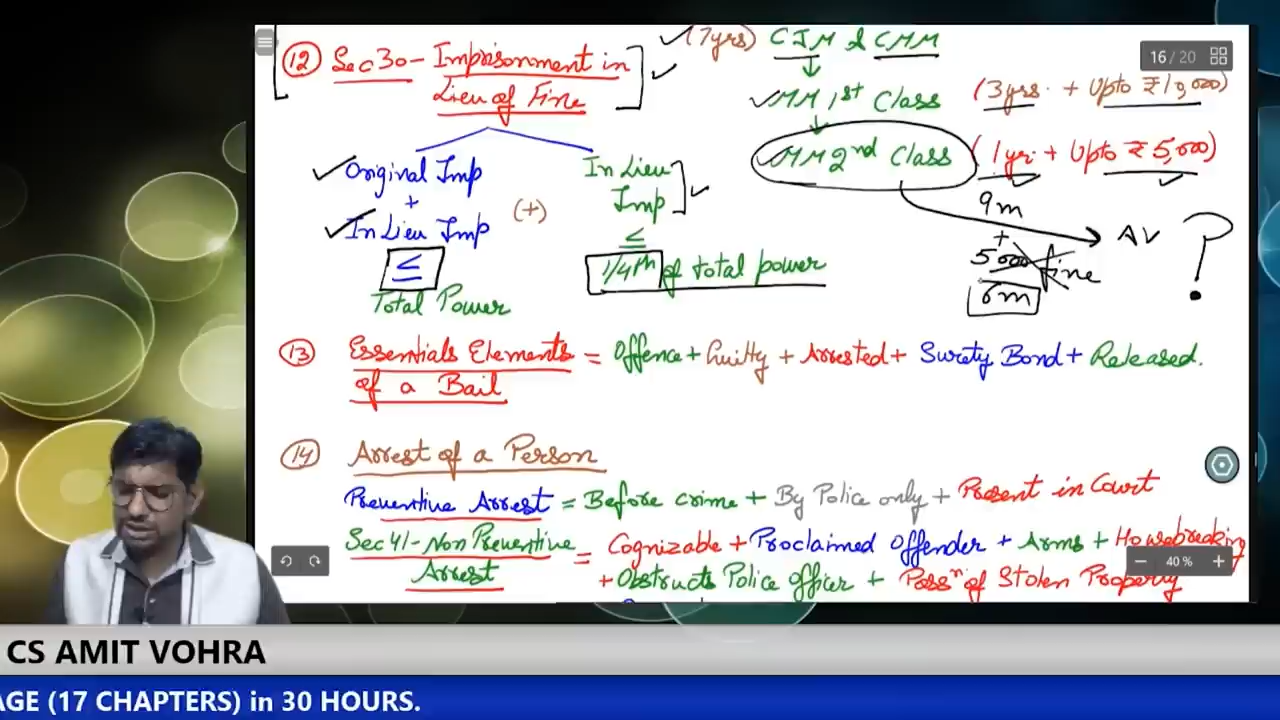 (7yrs) CJM & CMM
16 / 20
(12) Sec 30 - Imprisonment in
Lieu of Fine
MM 1st Class (3yrs. + Upto ₹10,000)
MM 2nd Class (1yr + Upto ₹5,000)
Original Imp
+
In Lieu Imp
≤
Total Power
(+)
In Lieu
Imp
≤
1/4th of total power
9m
+
5000 fine
6m
AV ?
(13) Essentials Elements = Offence + Guilty + Arrested + Surety Bond + Released.
of a Bail
(14) Arrest of a Person
Preventive Arrest = Before crime + By Police only + Present in Court
Sec 41 - Non Preventive = Cognizable + Proclaimed Offender + Arms + Housebreaking
Arrest + Obstructs Police Officer + Possn of Stolen Property
40 %
CS AMIT VOHRA
AGE (17 CHAPTERS) in 30 HOURS.